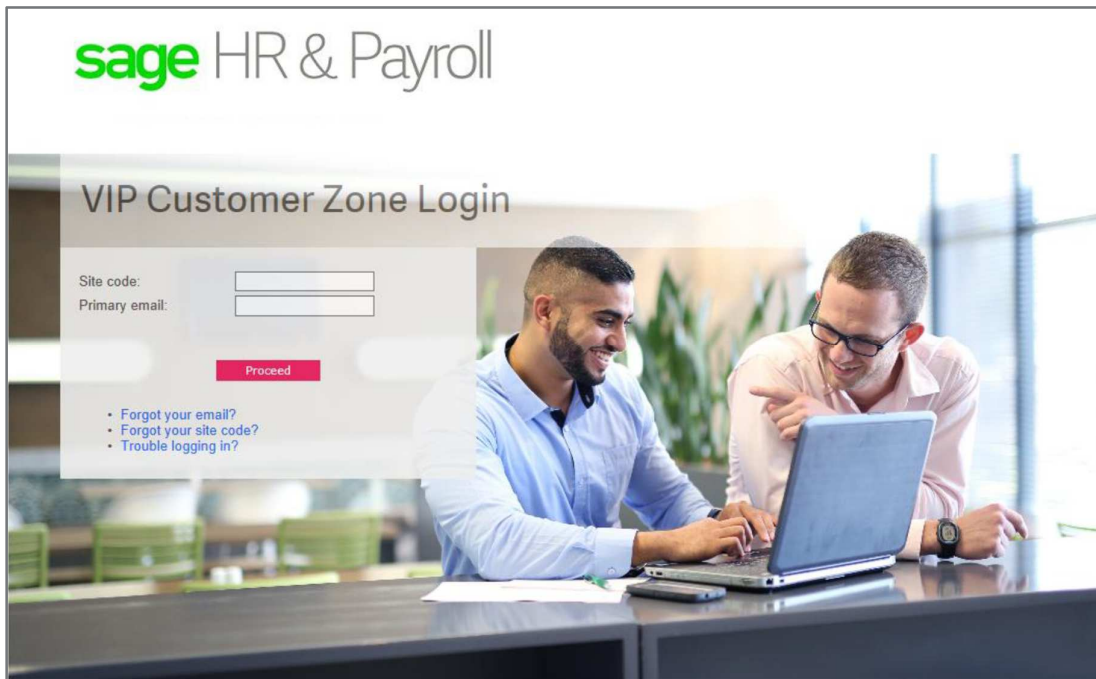 sage HR & Payroll
VIP Customer Zone Login
Site code:
Primary email:
Proceed
• Forgot your email?
• Forgot your site code?
• Trouble logging in?